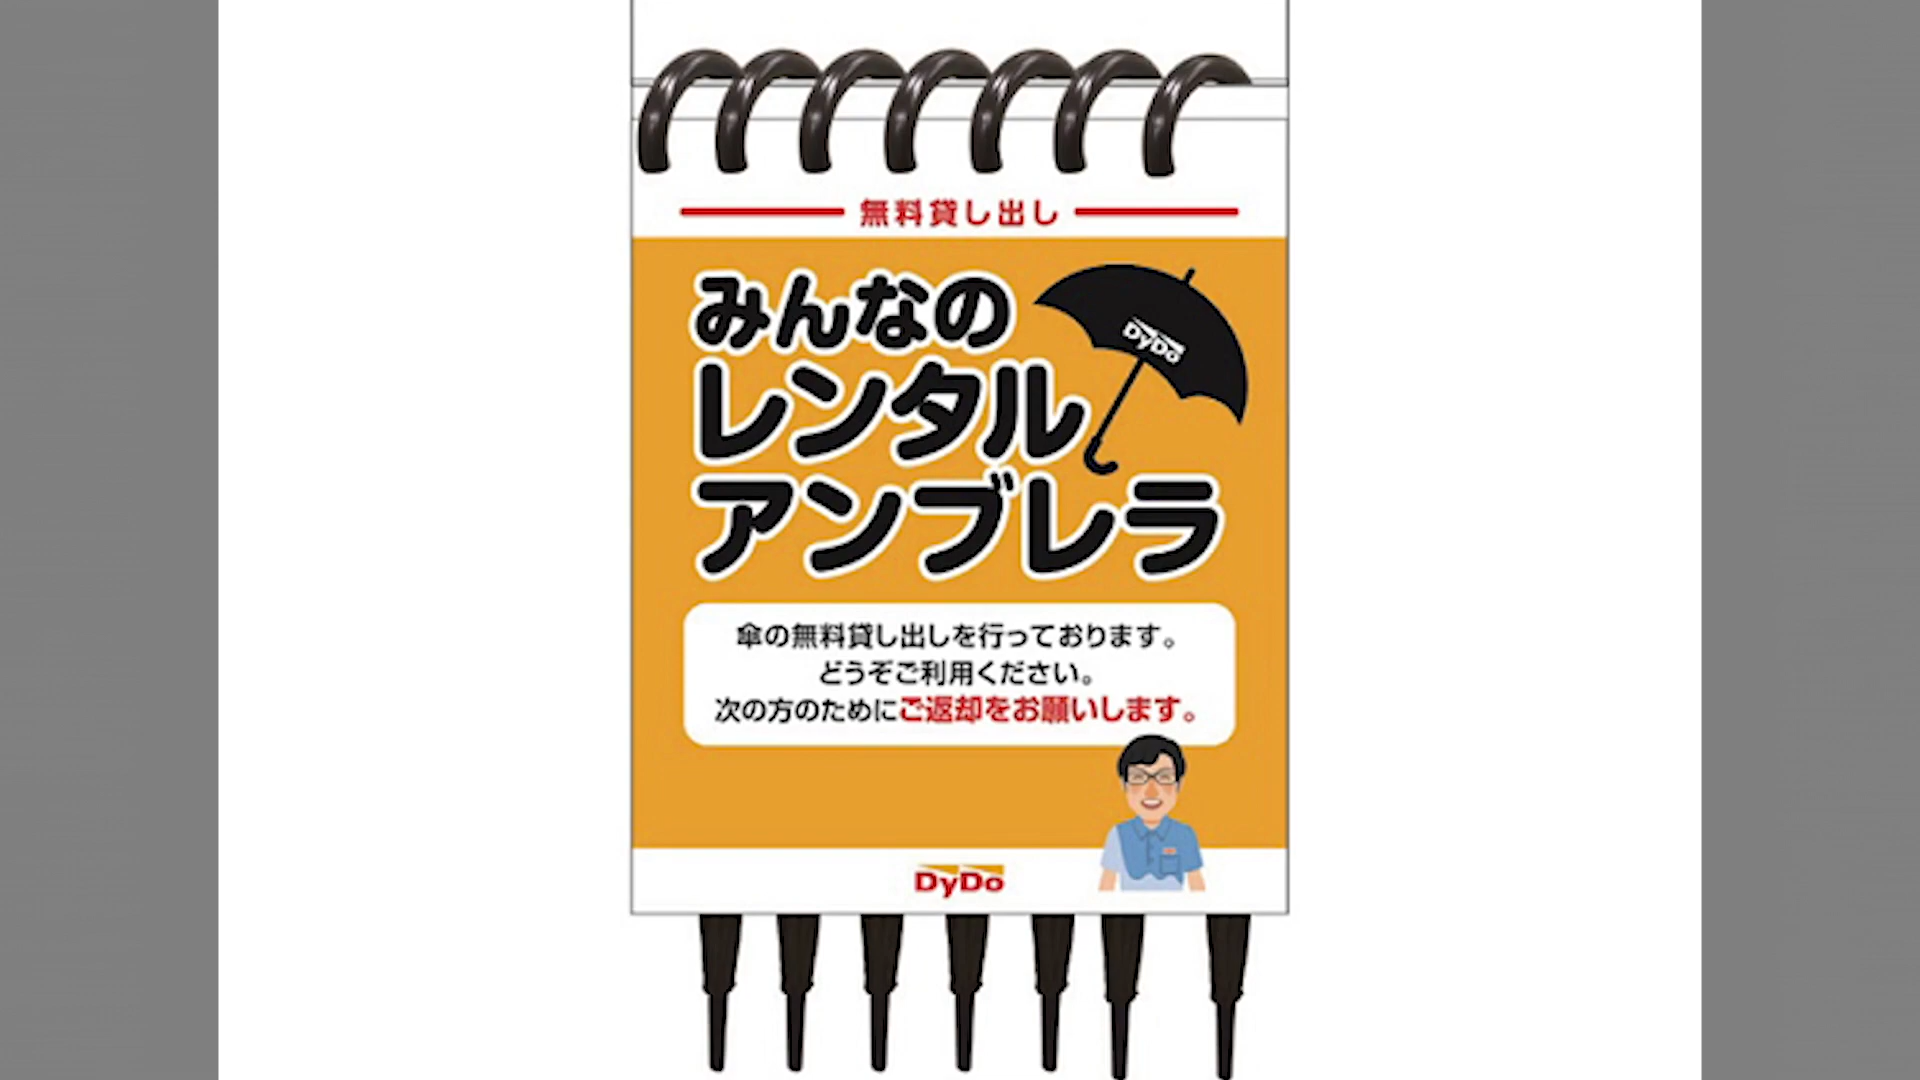 無料貸し出し
みんなの
レンタル
アンブレラ
DyDo
傘の無料貸し出しを行っております。
どうぞご利用ください。
次の方のためにご返却をお願いします。
DyDo